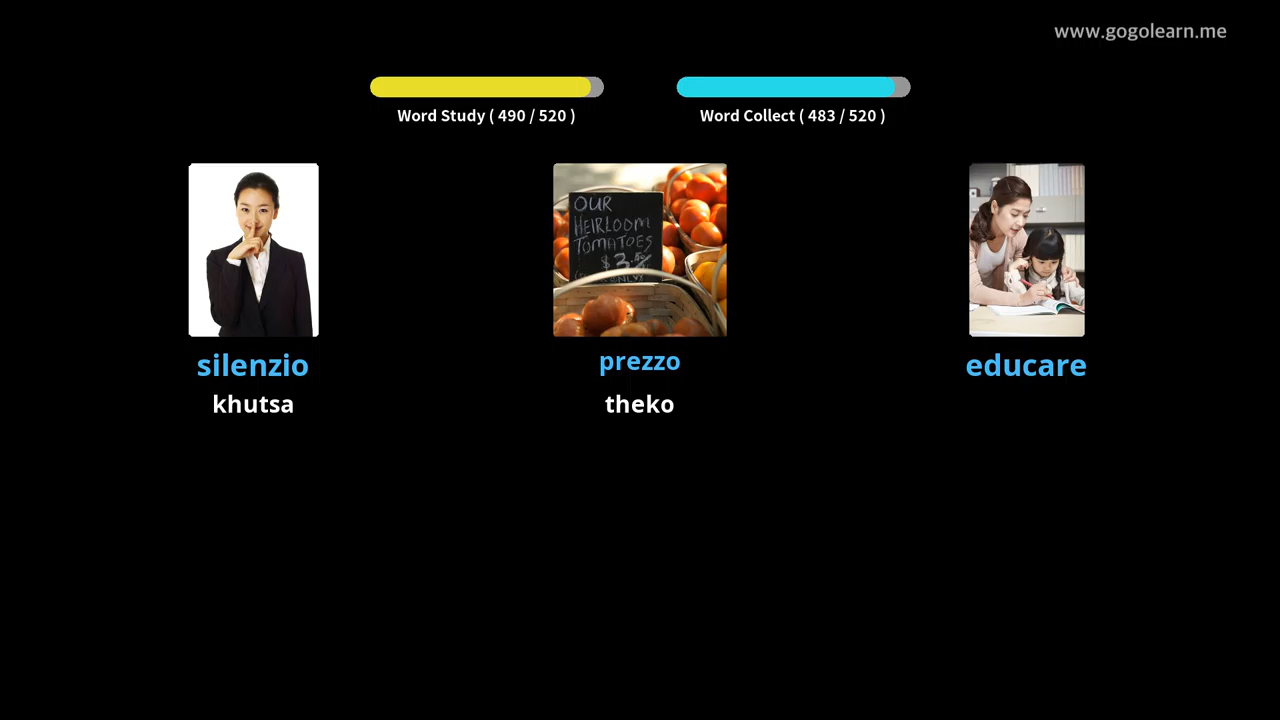 www.gogolearn.me
Word Study ( 490 / 520 )
Word Collect ( 483 / 520 )
OUR
HEIRLOOM
TOMATOES
silenzio
prezzo
educare
khutsa
theko